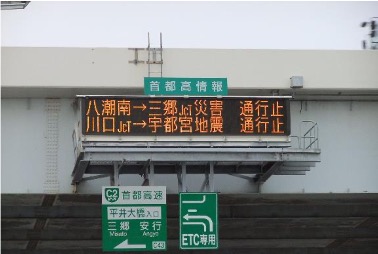 首都高情報
八潮南→三郷JCT災害 通行止
川口JCT→宇都宮地震 通行止
C2
首都高速
平井大橋入口
三郷 安行
Misato Angyo
C43
ETC専用